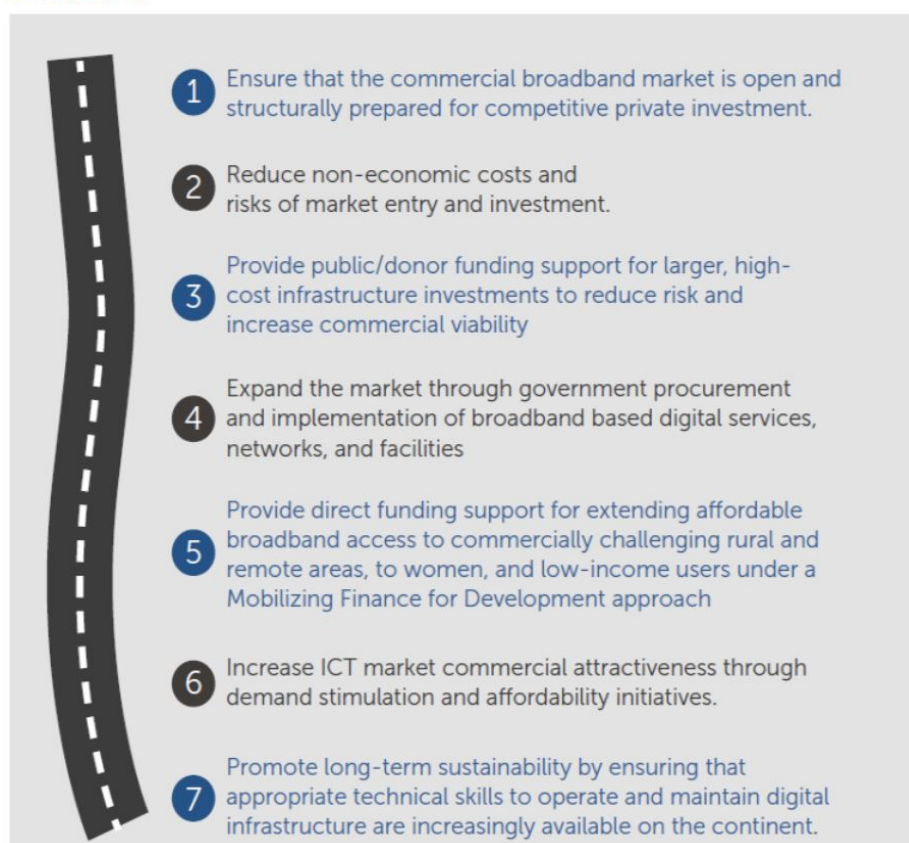 1 Ensure that the commercial broadband market is open and
structurally prepared for competitive private investment.
2 Reduce non-economic costs and
risks of market entry and investment.
3 Provide public/donor funding support for larger, high-
cost infrastructure investments to reduce risk and
increase commercial viability
4 Expand the market through government procurement
and implementation of broadband based digital services,
networks, and facilities
5 Provide direct funding support for extending affordable
broadband access to commercially challenging rural and
remote areas, to women, and low-income users under a
Mobilizing Finance for Development approach
6 Increase ICT market commercial attractiveness through
demand stimulation and affordability initiatives.
7 Promote long-term sustainability by ensuring that
appropriate technical skills to operate and maintain digital
infrastructure are increasingly available on the continent.